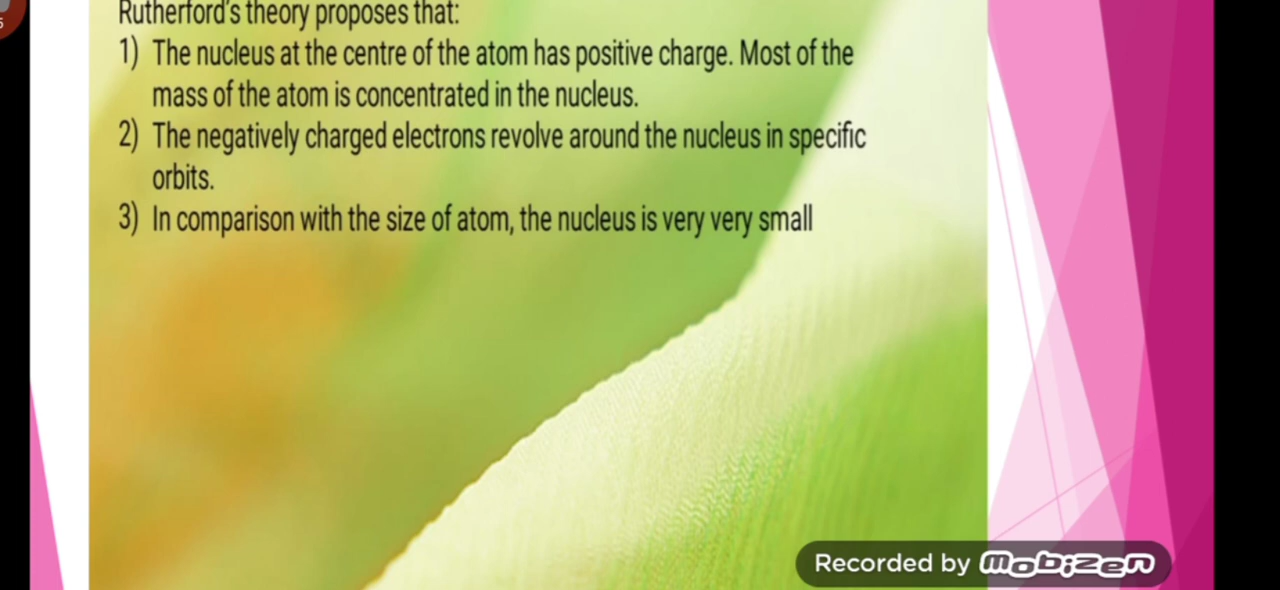 Rutherford's theory proposes that:
1) The nucleus at the centre of the atom has positive charge. Most of the
mass of the atom is concentrated in the nucleus.
2) The negatively charged electrons revolve around the nucleus in specific
orbits.
3) In comparison with the size of atom, the nucleus is very very small
Recorded by Mobizen